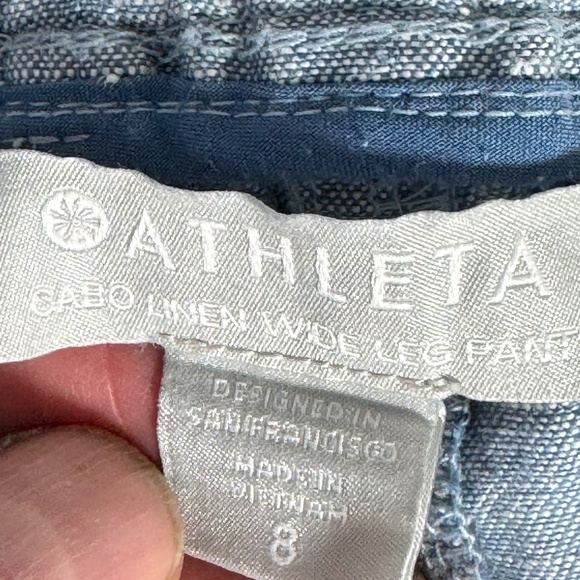 ATHLETA
CABO LINEN WIDE LEG PANT
DESIGNED IN
SAN FRANCISCO
MADE IN
VIETNAM
8